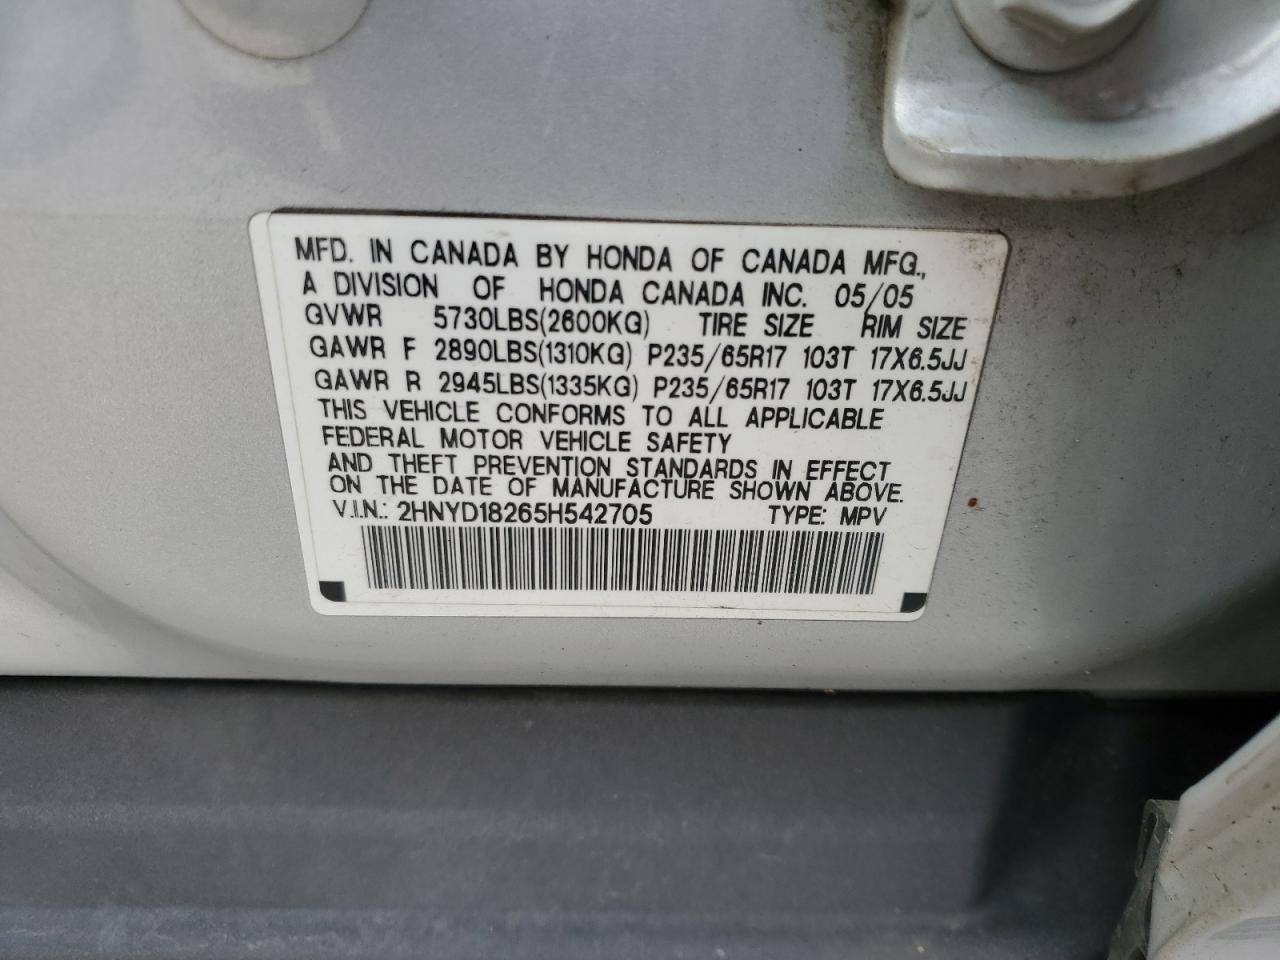 MFD. IN CANADA BY HONDA OF CANADA MFG.,
A DIVISION OF HONDA CANADA INC. 05/05
GVWR 5730LBS(2600KG) TIRE SIZE RIM SIZE
GAWR F 2890LBS(1310KG) P235/65R17 103T 17X6.5JJ
GAWR R 2945LBS(1335KG) P235/65R17 103T 17X6.5JJ
THIS VEHICLE CONFORMS TO ALL APPLICABLE
FEDERAL MOTOR VEHICLE SAFETY
AND THEFT PREVENTION STANDARDS IN EFFECT
ON THE DATE OF MANUFACTURE SHOWN ABOVE.
V.I.N.: 2HNYD18265H542705 TYPE: MPV